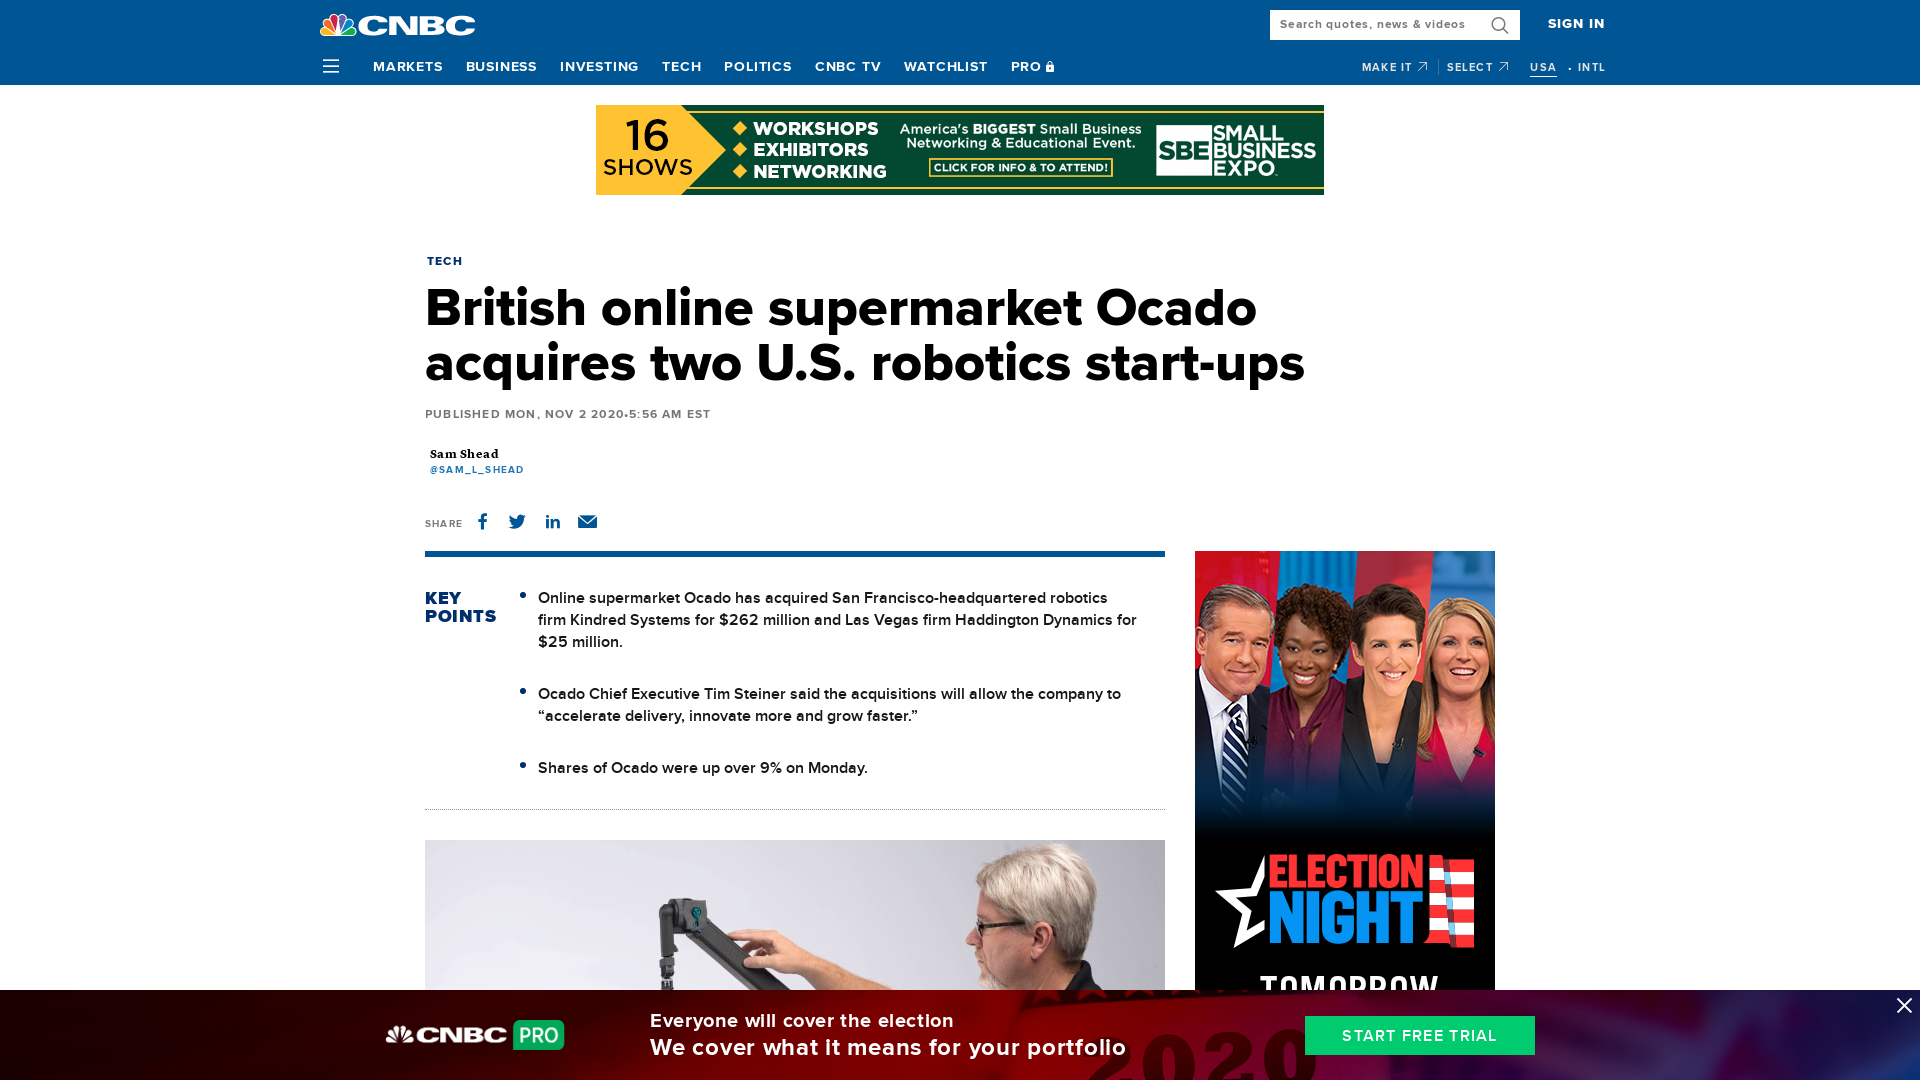 CNBC
Search quotes, news & videos
SIGN IN
MARKETS BUSINESS INVESTING TECH POLITICS CNBC TV WATCHLIST PRO
MAKE IT SELECT USA • INTL
16 SHOWS
WORKSHOPS
EXHIBITORS
NETWORKING
America's BIGGEST Small Business
Networking & Educational Event.
CLICK FOR INFO & TO ATTEND!
SBE SMALL BUSINESS EXPO
TECH
British online supermarket Ocado
acquires two U.S. robotics start-ups
PUBLISHED MON, NOV 2 2020•5:56 AM EST
Sam Shead
@SAM_L_SHEAD
SHARE
KEY
POINTS
Online supermarket Ocado has acquired San Francisco-headquartered robotics
firm Kindred Systems for $262 million and Las Vegas firm Haddington Dynamics for
$25 million.
Ocado Chief Executive Tim Steiner said the acquisitions will allow the company to
“accelerate delivery, innovate more and grow faster.”
Shares of Ocado were up over 9% on Monday.
ELECTION
NIGHT
TOMORROW
CNBC PRO
Everyone will cover the election
We cover what it means for your portfolio
2020
START FREE TRIAL